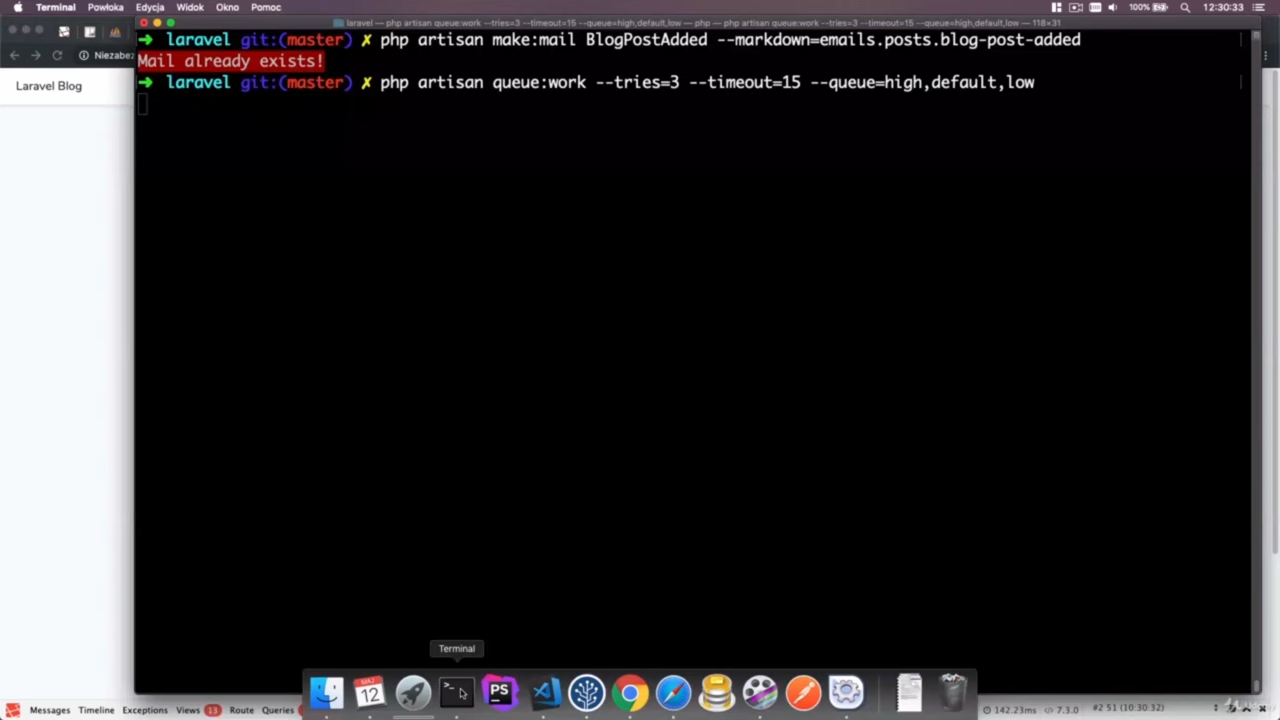 Terminal Powłoka Edycja Widok Okno Pomoc 100% 12:30:33
laravel — php artisan queue:work --tries=3 --timeout=15 --queue=high,default,low — php — php artisan queue:work --tries=3 --timeout=15 --queue=high,default,low — 118×31
➜ laravel git:(master) ✗ php artisan make:mail BlogPostAdded --markdown=emails.posts.blog-post-added
Niezabez
Mail already exists!
Laravel Blog
➜ laravel git:(master) ✗ php artisan queue:work --tries=3 --timeout=15 --queue=high,default,low
Terminal
MAJ
12
PS
Messages Timeline Exceptions Views 13 Route Queries 142.23ms 7.3.0 #2 51 (10:30:32)